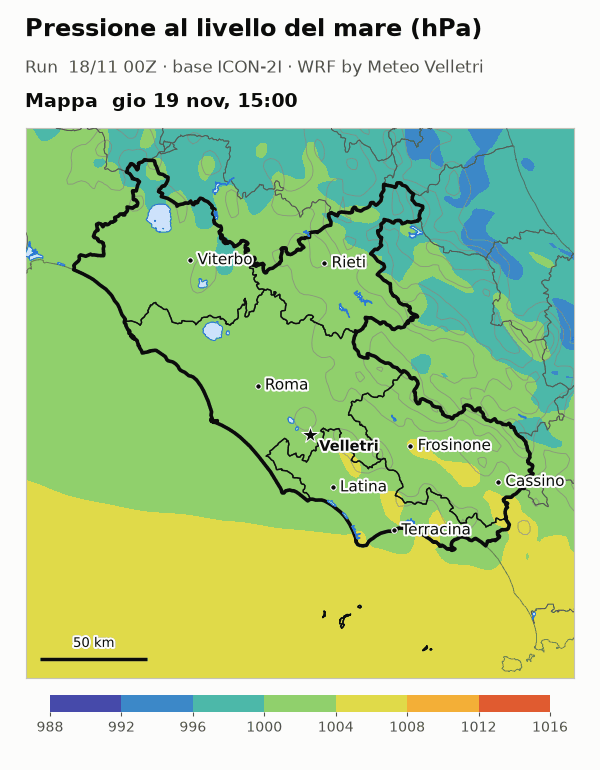 Pressione al livello del mare (hPa)
Run  18/11 00Z · base ICON-2I · WRF by Meteo Velletri
Mappa  gio 19 nov, 15:00
Viterbo
Rieti
Roma
Velletri
Frosinone
Cassino
Latina
Terracina
50 km
988 992 996 1000 1004 1008 1012 1016